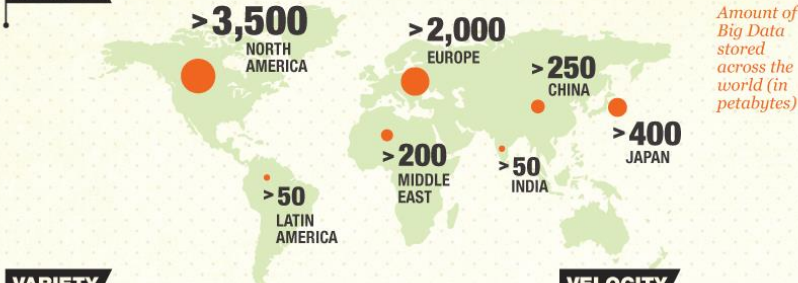 >3,500
NORTH
AMERICA
>2,000
EUROPE
>250
CHINA
>400
JAPAN
>200
MIDDLE
EAST
>50
INDIA
>50
LATIN
AMERICA
Amount of
Big Data
stored
across the
world (in
petabytes)
VARIETY
VELOCITY